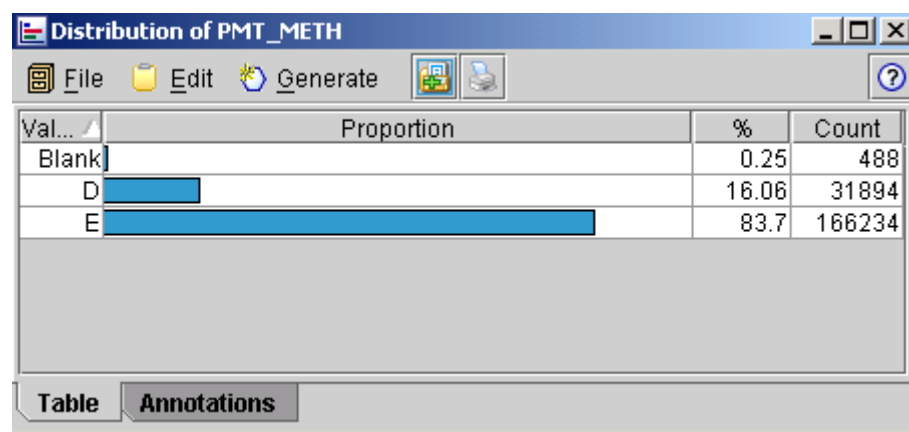 Distribution of PMT_METH
File Edit Generate
Val... Proportion % Count
Blank 0.25 488
D 16.06 31894
E 83.7 166234
Table Annotations